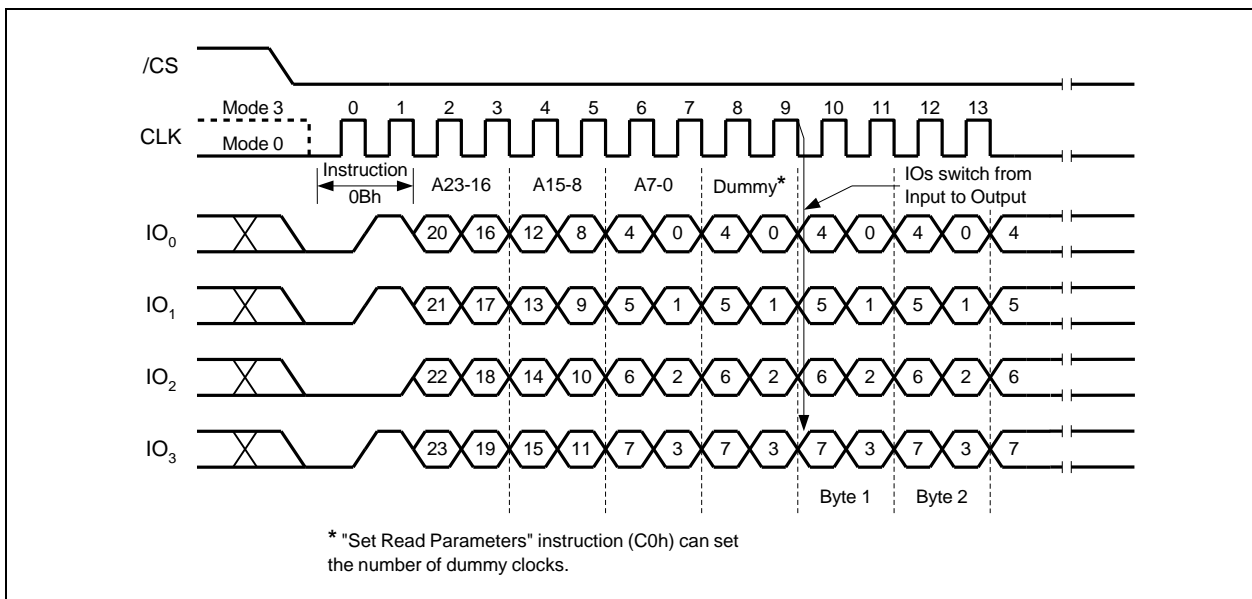 /CS
Mode 3 0 1 2 3 4 5 6 7 8 9 10 11 12 13
CLK
Mode 0
Instruction
0Bh
A23-16 A15-8 A7-0 Dummy*
IOs switch from
Input to Output
IO0 20 16 12 8 4 0 4 0 4 0 4 0 4
IO1 21 17 13 9 5 1 5 1 5 1 5 1 5
IO2 22 18 14 10 6 2 6 2 6 2 6 2 6
IO3 23 19 15 11 7 3 7 3 7 3 7 3 7
Byte 1 Byte 2
* "Set Read Parameters" instruction (C0h) can set
the number of dummy clocks.